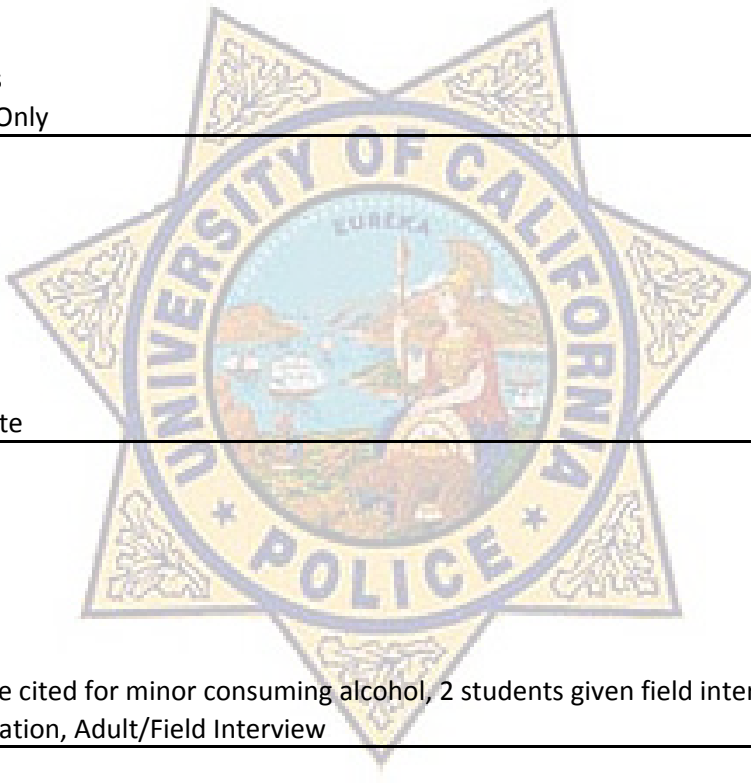 s
Only
UNIVERSITY OF CALIFORNIA
EUREKA
te
POLICE
e cited for minor consuming alcohol, 2 students given field inter
ation, Adult/Field Interview